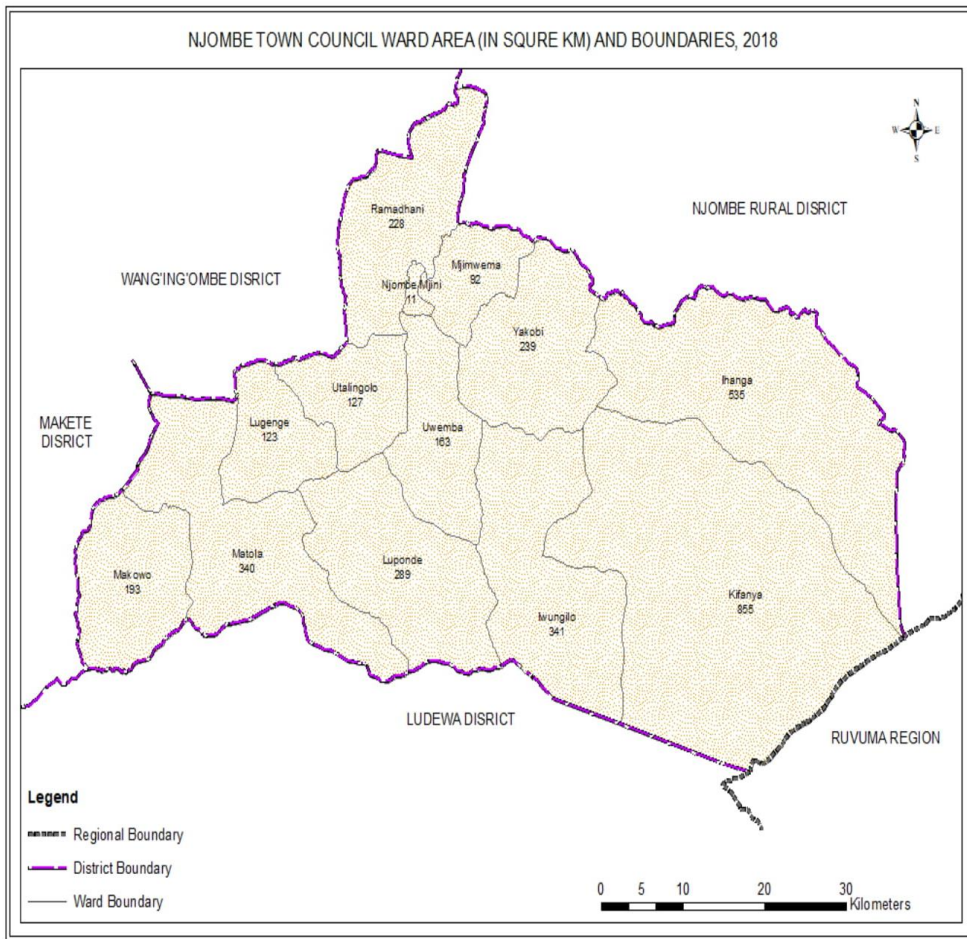 NJOMBE TOWN COUNCIL WARD AREA (IN SQURE KM) AND BOUNDARIES, 2018
N
W
E
S
Ramadhani
228
NJOMBE RURAL DISRICT
Mjimwema
92
WANG'ING'OMBE DISRICT
Njombe Mjini
11
Yakobi
239
Ihanga
535
Utalingolo
127
MAKETE
DISRICT
Lugenge
123
Uwemba
163
Matola
340
Luponde
289
Makowo
193
Kifanya
855
Iwungilo
341
LUDEWA DISRICT
RUVUMA REGION
Legend
Regional Boundary
District Boundary
Ward Boundary
0 5 10 20 30
Kilometers